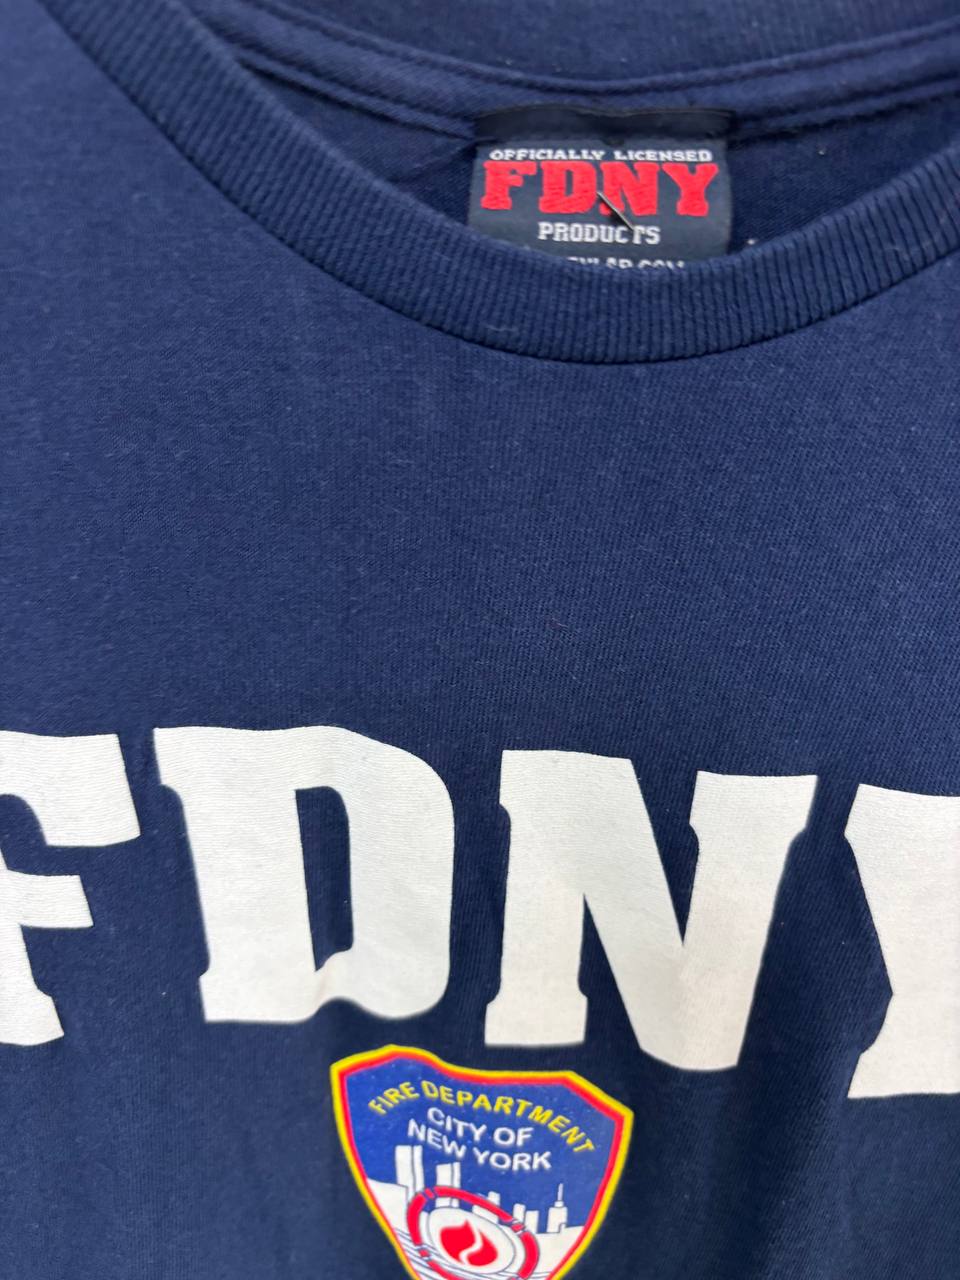 OFFICIALLY LICENSED
FDNY
PRODUCTS
FDNY
FIRE DEPARTMENT
CITY OF
NEW YORK